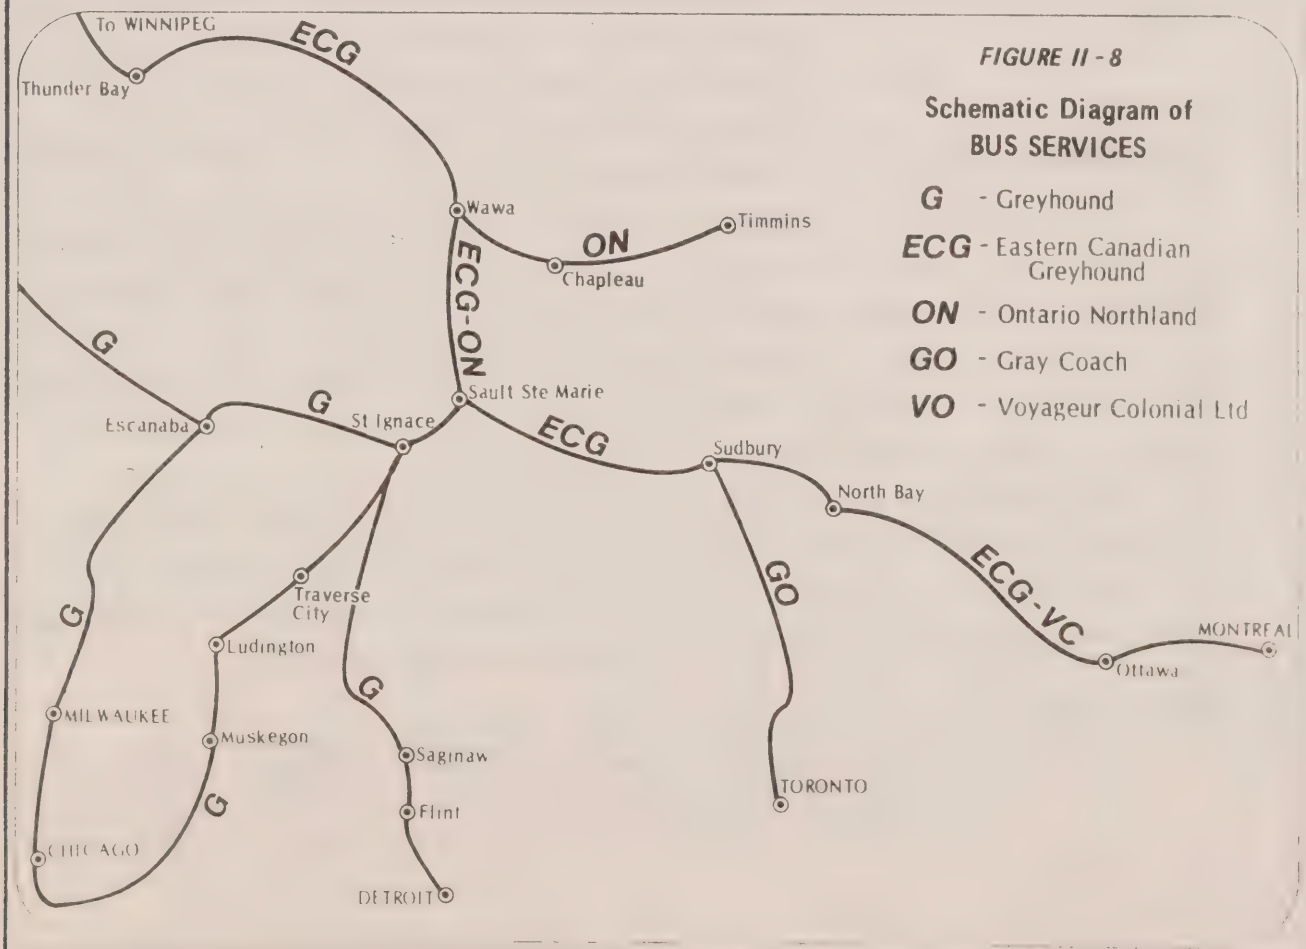 To WINNIPEG
ECG
Thunder Bay
FIGURE II - 8
Schematic Diagram of
BUS SERVICES
G - Greyhound
ECG - Eastern Canadian
Greyhound
ON - Ontario Northland
GO - Gray Coach
VO - Voyageur Colonial Ltd
Wawa
Timmins
ON
Chapleau
ECG-ON
G
Sault Ste Marie
G
St Ignace
Escanaba
ECG
Sudbury
North Bay
ECG-VC
GO
Traverse
City
G
Ludington
MONTREAL
Ottawa
G
MILWAUKEE
Muskegon
Saginaw
TORONTO
G
Flint
CHICAGO
DETROIT